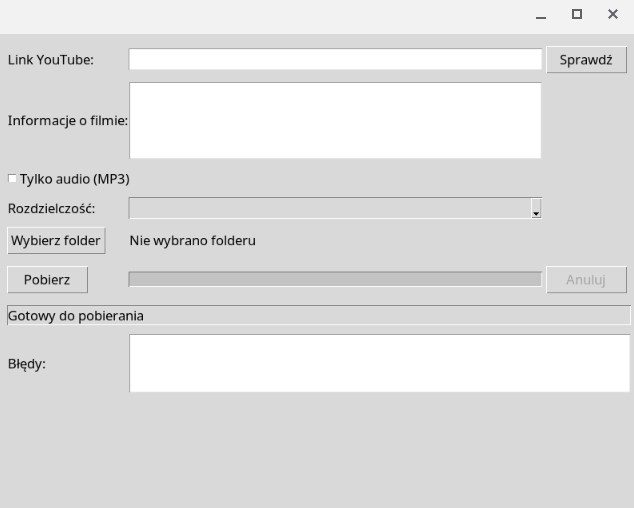 Link YouTube:
Sprawdź
Informacje o filmie:
Tylko audio (MP3)
Rozdzielczość:
Wybierz folder
Nie wybrano folderu
Pobierz
Anuluj
Gotowy do pobierania
Błędy: